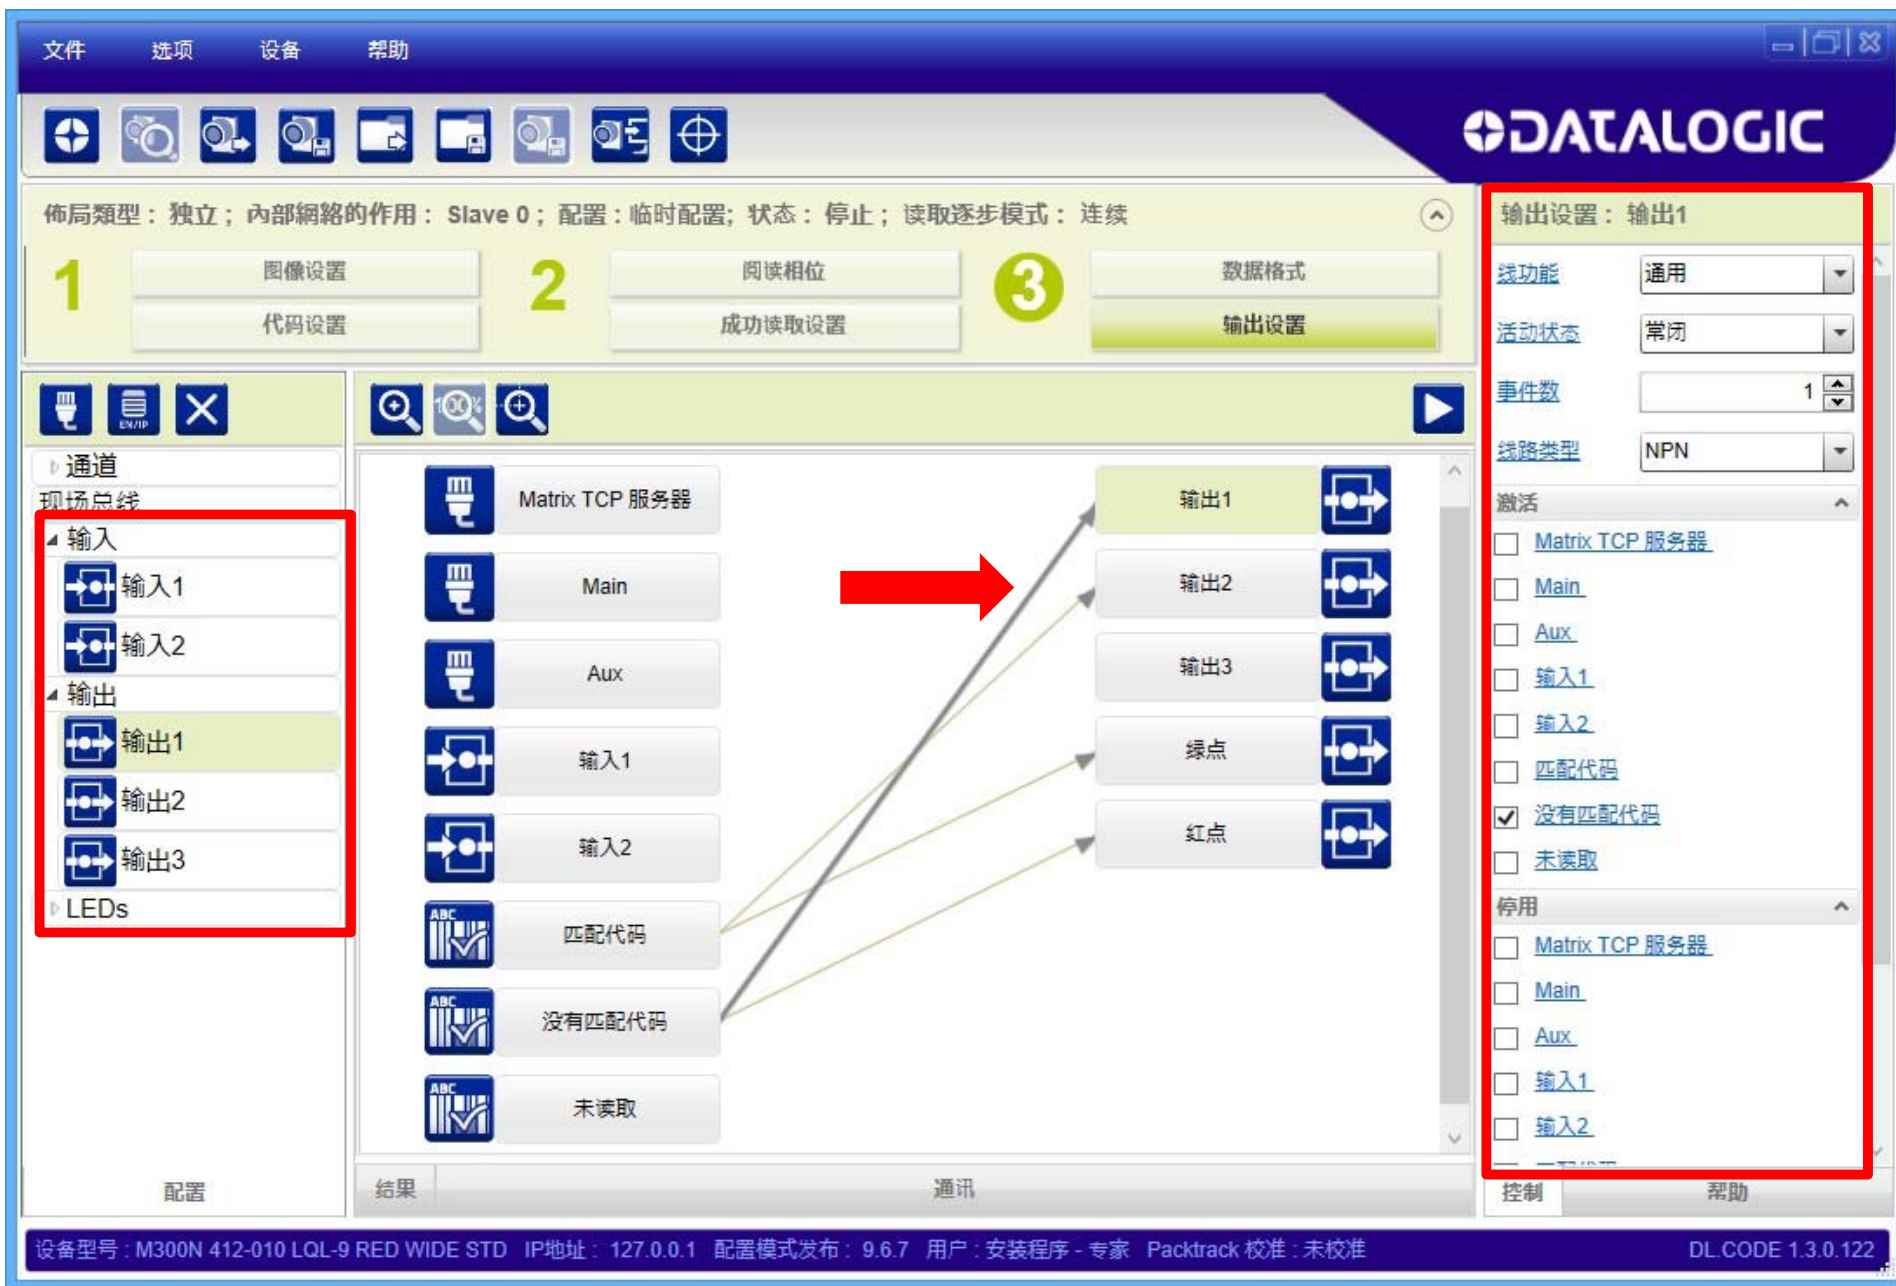 文件 选项 设备 帮助
DATALOGIC
佈局類型： 独立； 內部網絡的作用： Slave 0； 配置：临时配置; 状态： 停止； 读取逐步模式： 连续
1 图像设置 2 阅读相位 3 数据格式
代码设置 成功读取设置 输出设置
EN/IP
100%
通道
现场总线
输入
输入1
输入2
输出
输出1
输出2
输出3
LEDs
配置
Matrix TCP 服务器
Main
Aux
输入1
输入2
ABC 匹配代码
ABC 没有匹配代码
ABC 未读取
输出1
输出2
输出3
绿点
红点
结果 通讯
输出设置： 输出1
线功能 通用
活动状态 常闭
事件数 1
线路类型 NPN
激活
Matrix TCP 服务器
Main
Aux
输入1
输入2
匹配代码
没有匹配代码
未读取
停用
Matrix TCP 服务器
Main
Aux
输入1
输入2
控制 帮助
设备型号 : M300N 412-010 LQL-9 RED WIDE STD IP地址： 127.0.0.1 配置模式发布： 9.6.7 用户：安装程序 - 专家 Packtrack 校准 : 未校准 DL.CODE 1.3.0.122